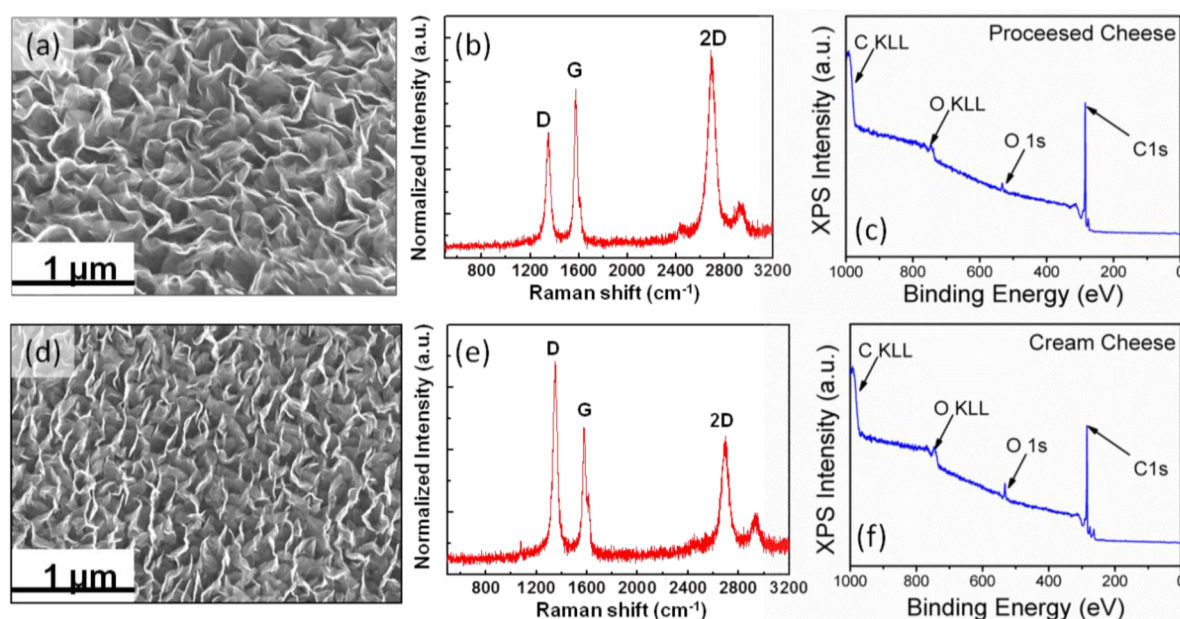 (a)
1 µm
(b)
D
G
2D
Normalized Intensity (a.u.)
800 1200 1600 2000 2400 2800 3200
Raman shift (cm-1)
Proceesed Cheese
C KLL
O KLL
O 1s
C1s
(c)
XPS Intensity (a.u.)
1000 800 600 400 200 0
Binding Energy (eV)
(d)
1 µm
(e)
D
G
2D
Normalized Intensity (a.u.)
800 1200 1600 2000 2400 2800 3200
Raman shift (cm-1)
Cream Cheese
C KLL
O KLL
O 1s
C1s
(f)
XPS Intensity (a.u.)
1000 800 600 400 200 0
Binding Energy (eV)